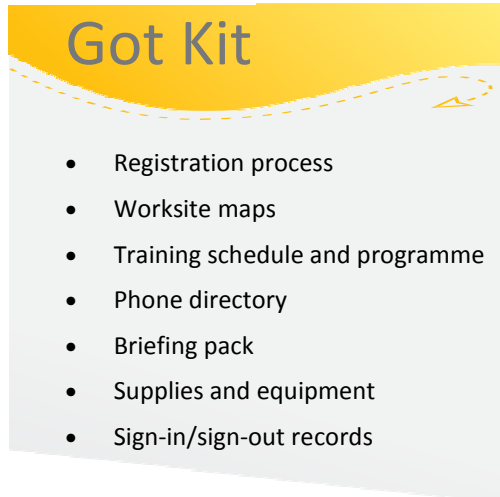 Got Kit
• Registration process
• Worksite maps
• Training schedule and programme
• Phone directory
• Briefing pack
• Supplies and equipment
• Sign-in/sign-out records